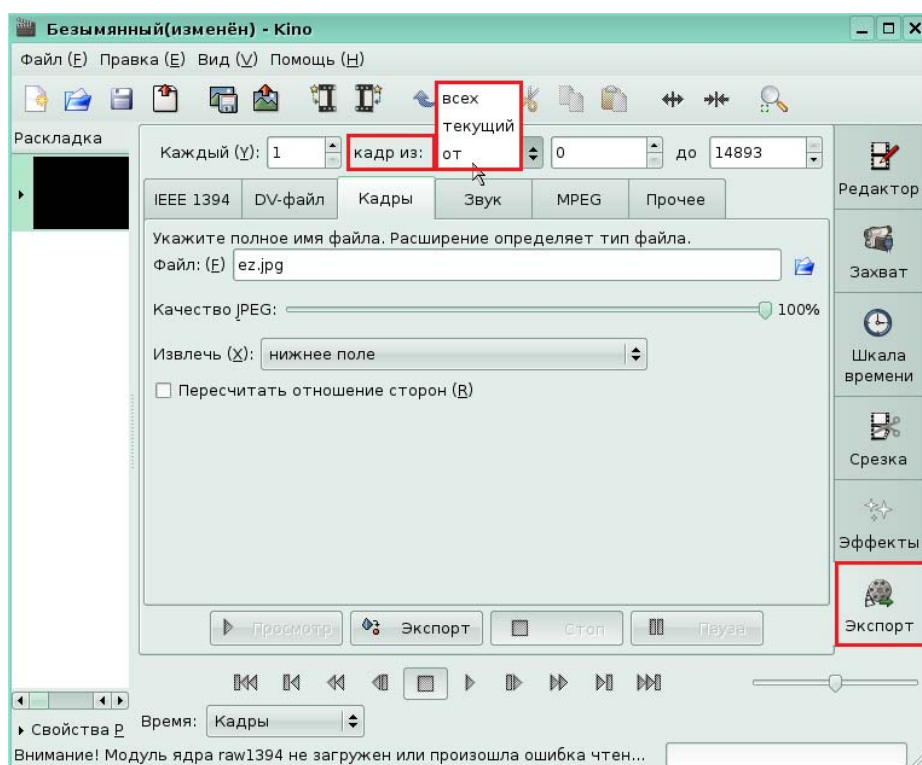 Безымянный(изменён) - Kino
Файл (F) Правка (E) Вид (V) Помощь (H)
Раскладка
Каждый (Y): 1 кадр из: 0 до 14893
всех
текущий
от
IEEE 1394 DV-файл Кадры Звук MPEG Прочее
Укажите полное имя файла. Расширение определяет тип файла.
Файл: (F) ez.jpg
Качество JPEG: 100%
Извлечь (X): нижнее поле
Пересчитать отношение сторон (R)
Просмотр Экспорт Стоп Пауза
Редактор
Захват
Шкала
времени
Срезка
Эффекты
Экспорт
Свойства P
Время: Кадры
Внимание! Модуль ядра raw1394 не загружен или произошла ошибка чтен...